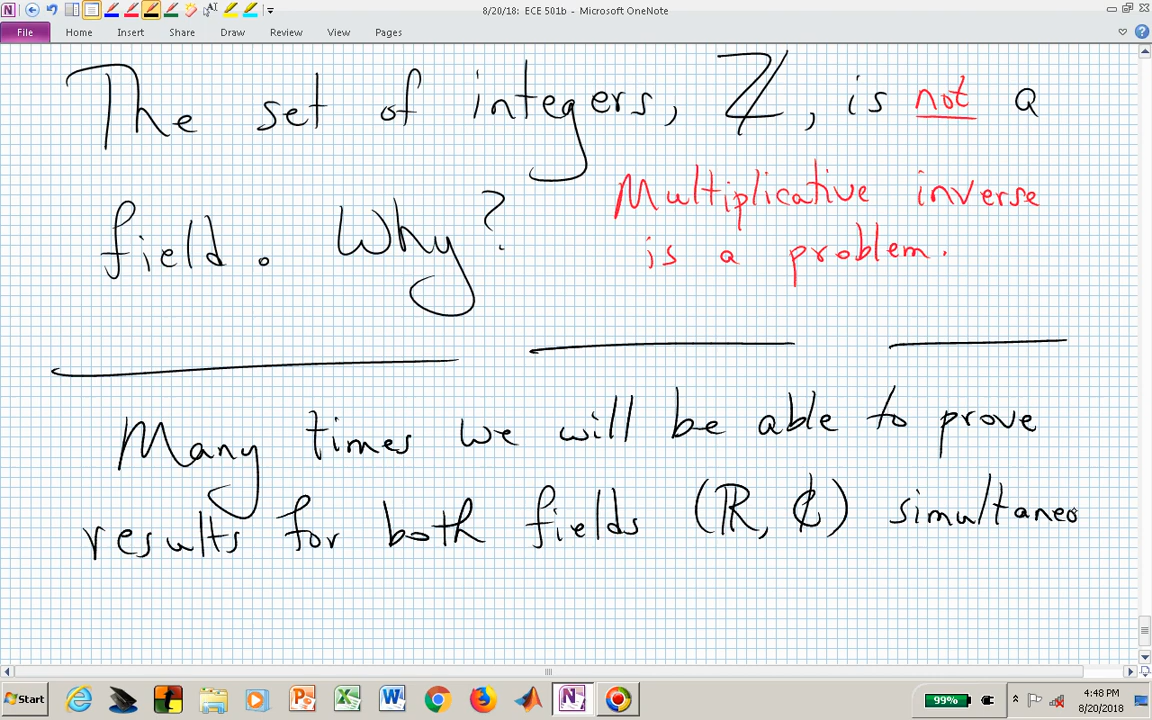 8/20/18: ECE 501b - Microsoft OneNote
File Home Insert Share Draw Review View Pages
The set of integers, ℤ, is not a
field. Why? Multiplicative inverse
is a problem.
Many times we will be able to prove
results for both fields (ℝ, ℂ) simultaneo
Start
99%
4:48 PM
8/20/2018